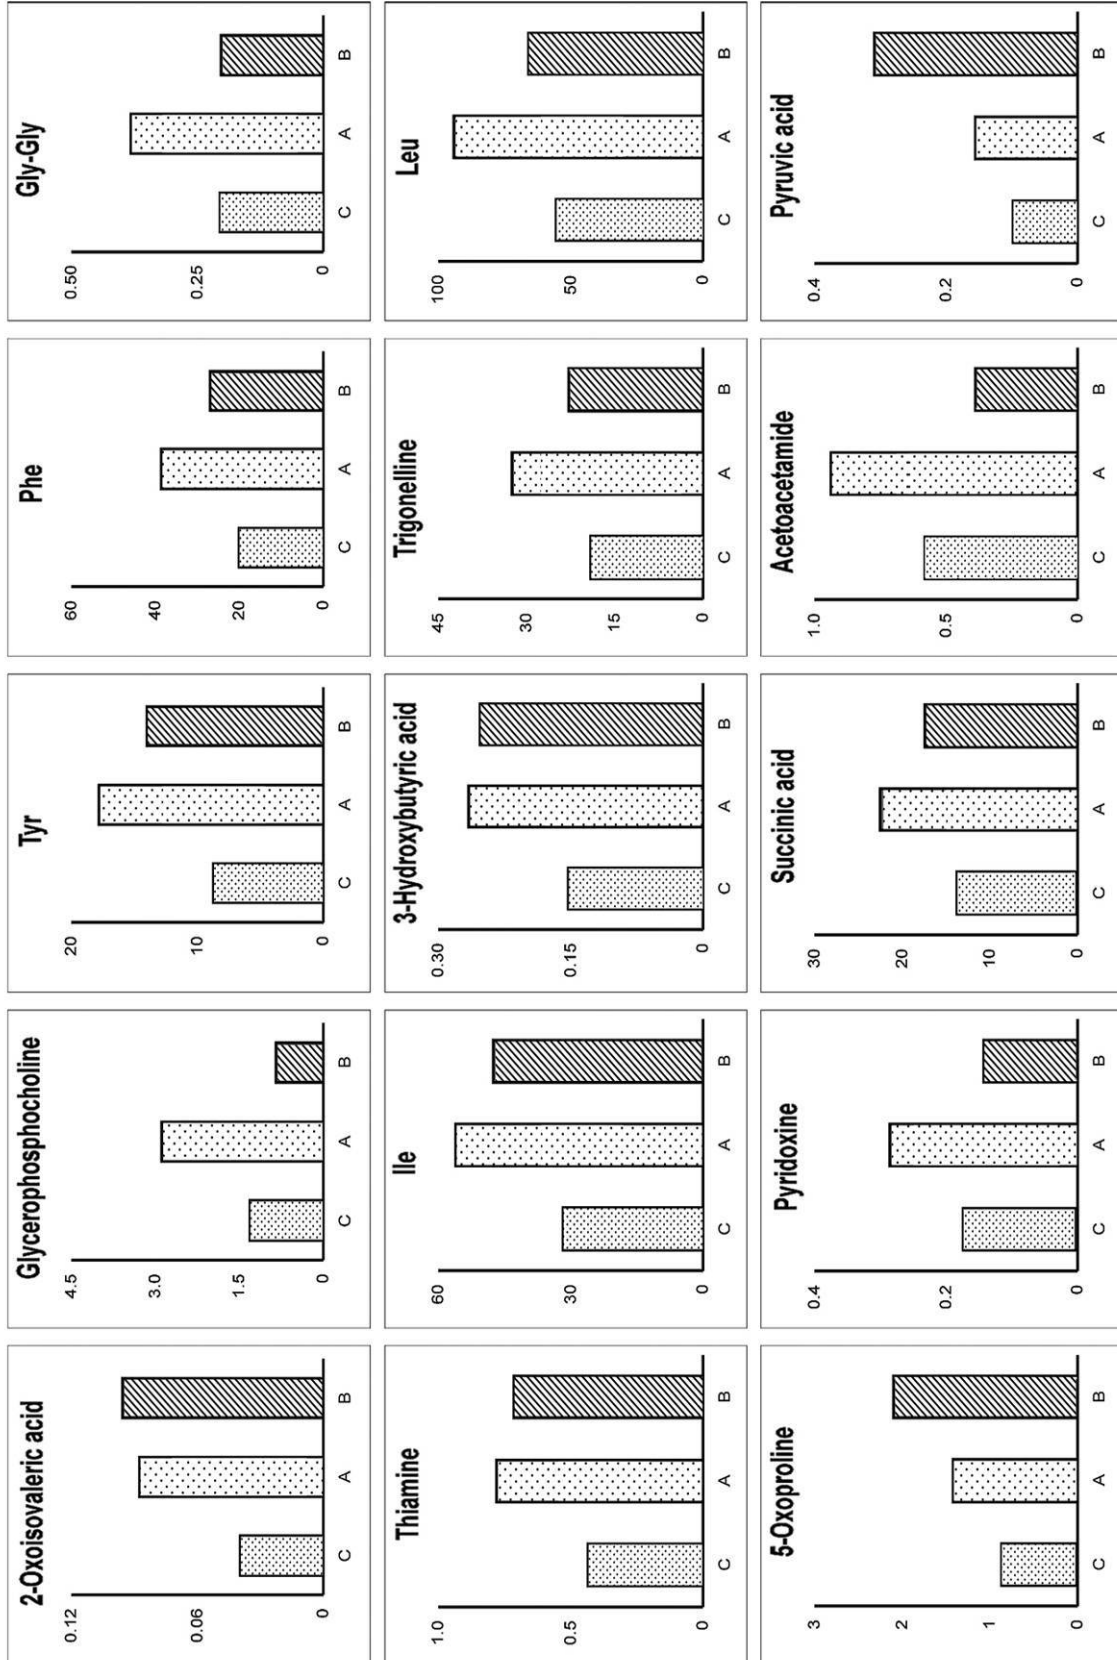 2-Oxoisovaleric acid
0.12
0.06
0
C A B
Glycerophosphocholine
4.5
3.0
1.5
0
C A B
Tyr
20
10
0
C A B
Phe
60
40
20
0
C A B
Gly-Gly
0.50
0.25
0
C A B
Thiamine
1.0
0.5
0
C A B
Ile
60
30
0
C A B
3-Hydroxybutyric acid
0.30
0.15
0
C A B
Trigonelline
45
30
15
0
C A B
Leu
100
50
0
C A B
5-Oxoproline
3
2
1
0
C A B
Pyridoxine
0.4
0.2
0
C A B
Succinic acid
30
20
10
0
C A B
Acetoacetamide
1.0
0.5
0
C A B
Pyruvic acid
0.4
0.2
0
C A B